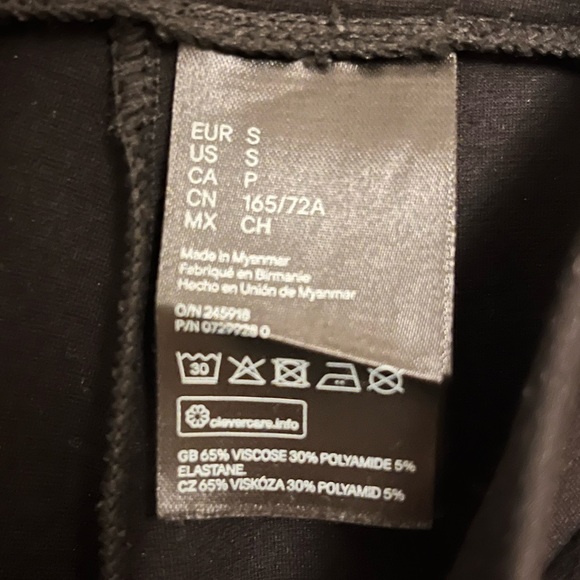 EUR S
US S
CA P
CN 165/72A
MX CH
Made in Myanmar
Fabriqué en Birmanie
Hecho en Unión de Myanmar
O/N 245918
P/N 0729928 0
30
clevercare.info
GB 65% VISCOSE 30% POLYAMIDE 5%
ELASTANE.
CZ 65% VISKÓZA 30% POLYAMID 5%